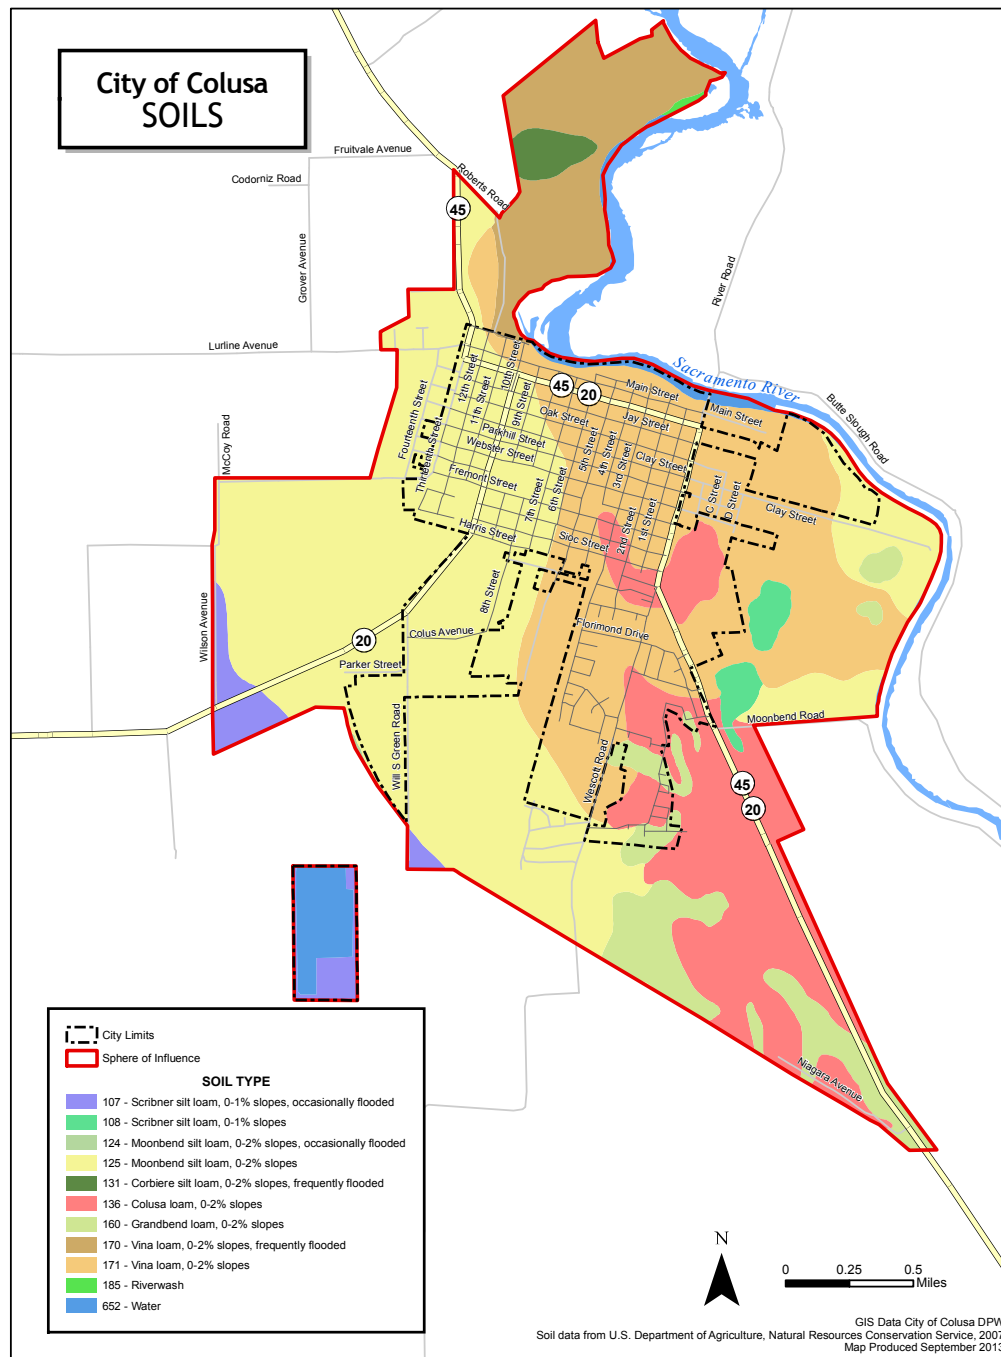 City of Colusa
SOILS
Fruitvale Avenue
Codorniz Road
Roberts Road
45
Grover Avenue
River Road
Lurline Avenue
Sacramento River
Butte Slough Road
10th Street
12th Street
11th Street
9th Street
45
20
Main Street
Main Street
Fourteenth Street
Thirteenth Street
Oak Street
Jay Street
Parkhill Street
Webster Street
5th Street
4th Street
3rd Street
Clay Street
McCoy Road
Fremont Street
7th Street
6th Street
C Street
D Street
Clay Street
Harris Street
Sioc Street
2nd Street
1st Street
8th Street
Wilson Avenue
20
Colus Avenue
Florimond Drive
Parker Street
Will S Green Road
Wescott Road
Moonbend Road
45
20
Niagara Avenue
City Limits
Sphere of Influence
SOIL TYPE
107 - Scribner silt loam, 0-1% slopes, occasionally flooded
108 - Scribner silt loam, 0-1% slopes
124 - Moonbend silt loam, 0-2% slopes, occasionally flooded
125 - Moonbend silt loam, 0-2% slopes
131 - Corbiere silt loam, 0-2% slopes, frequently flooded
136 - Colusa loam, 0-2% slopes
160 - Grandbend loam, 0-2% slopes
170 - Vina loam, 0-2% slopes, frequently flooded
171 - Vina loam, 0-2% slopes
185 - Riverwash
652 - Water
N
0 0.25 0.5
Miles
GIS Data City of Colusa DPW
Soil data from U.S. Department of Agriculture, Natural Resources Conservation Service, 2007
Map Produced September 2013